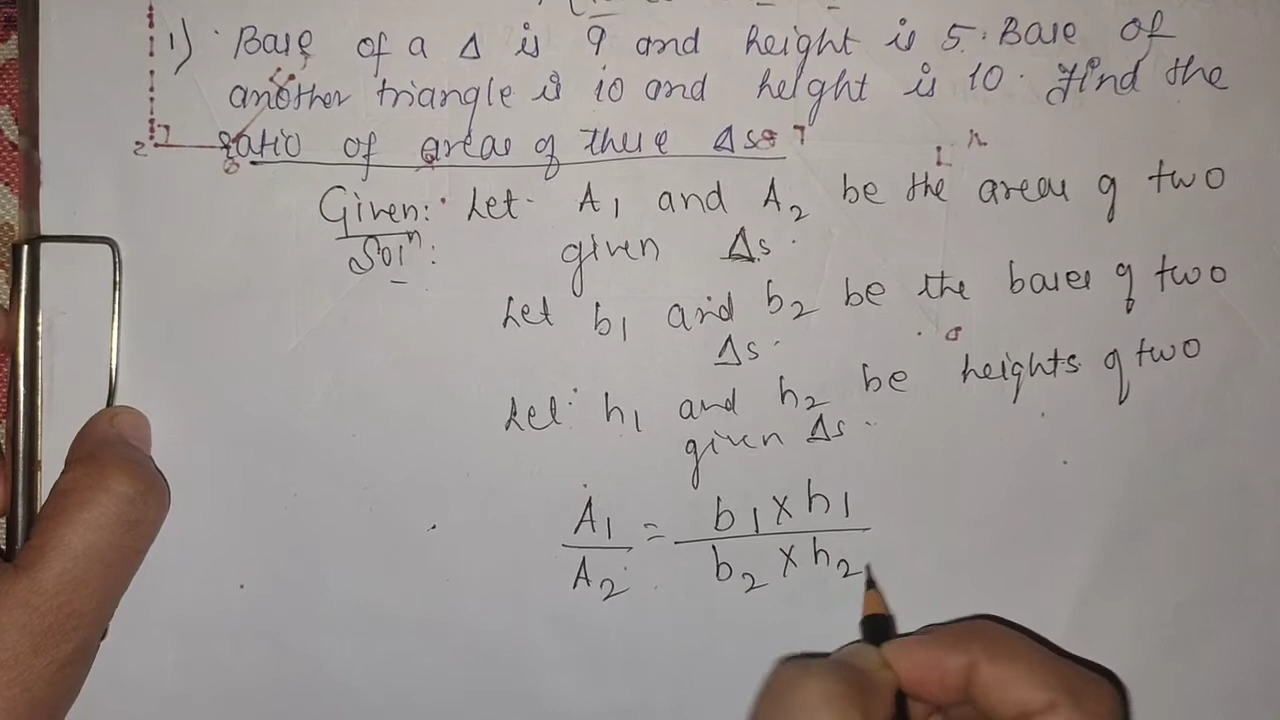 1) Base of a Δ is 9 and height is 5. Base of
another triangle is 10 and height is 10. Find the
ratio of areas of these Δs.
Given: Let A1 and A2 be the areas of two
Soln: given Δs.
Let b1 and b2 be the bases of two
Δs.
Let h1 and h2 be heights of two
given Δs.
A1/A2 = b1 × h1 / b2 × h2